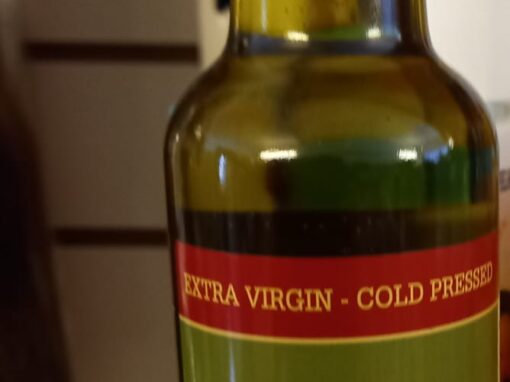 EXTRA VIRGIN - COLD PRESSED